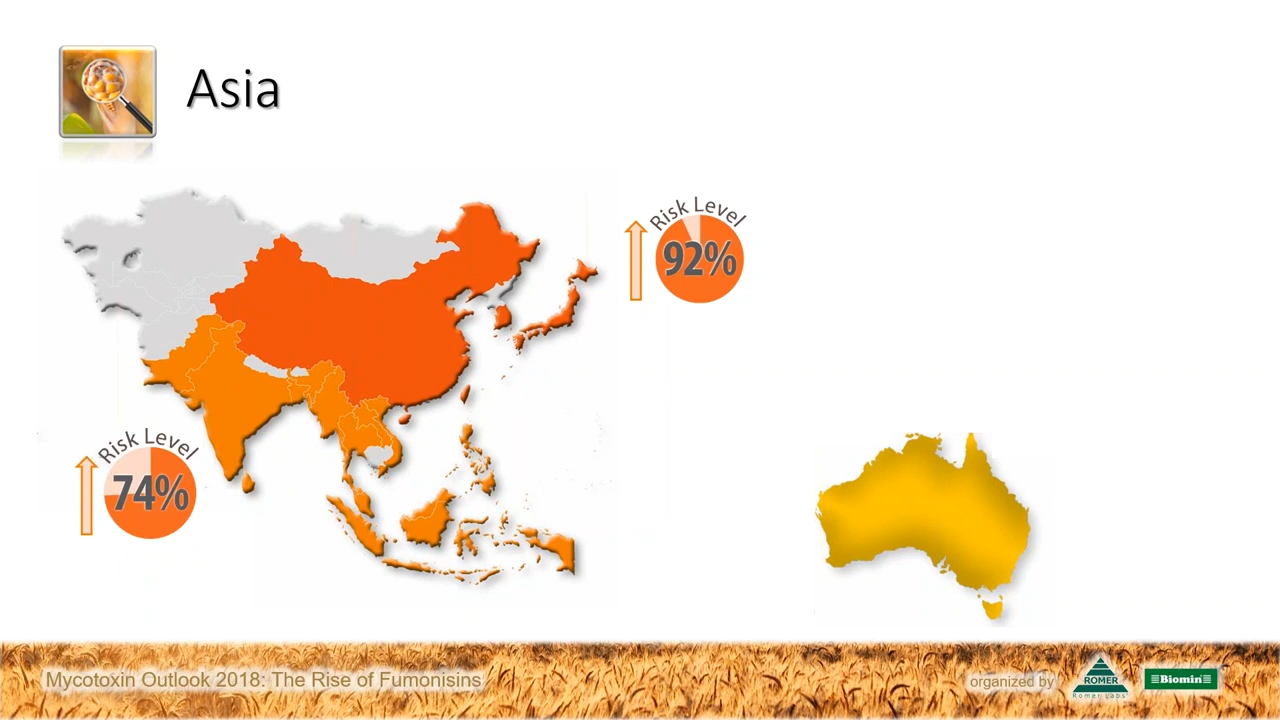 Asia
Risk Level
92%
Risk Level
74%
Mycotoxin Outlook 2018: The Rise of Fumonisins
organized by
ROMER
Romer Labs®
Biomin